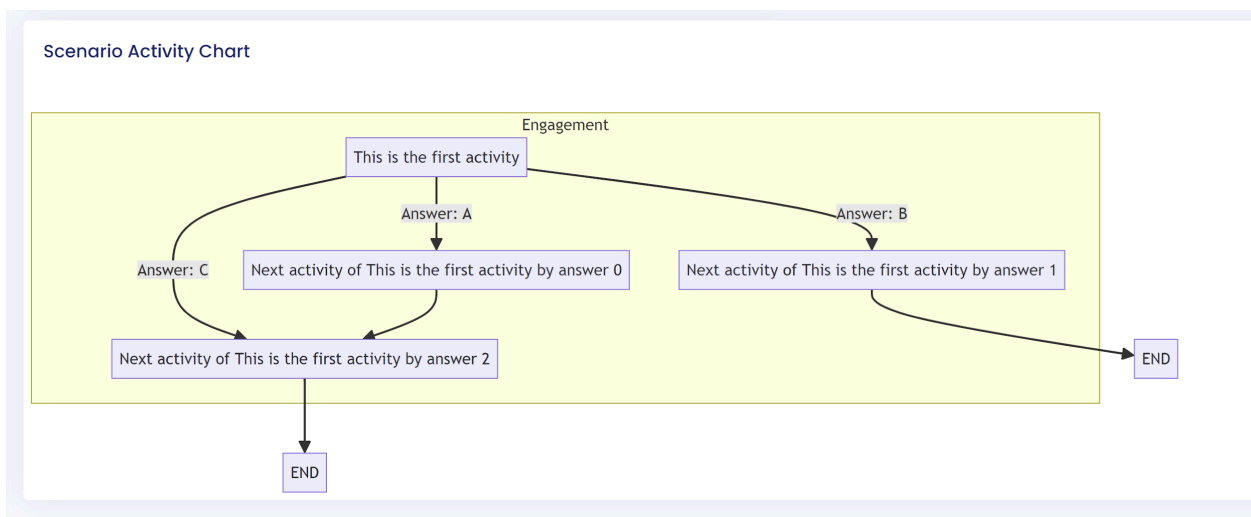 Scenario Activity Chart
Engagement
This is the first activity
Answer: A
Answer: B
Answer: C
Next activity of This is the first activity by answer 0
Next activity of This is the first activity by answer 1
Next activity of This is the first activity by answer 2
END
END